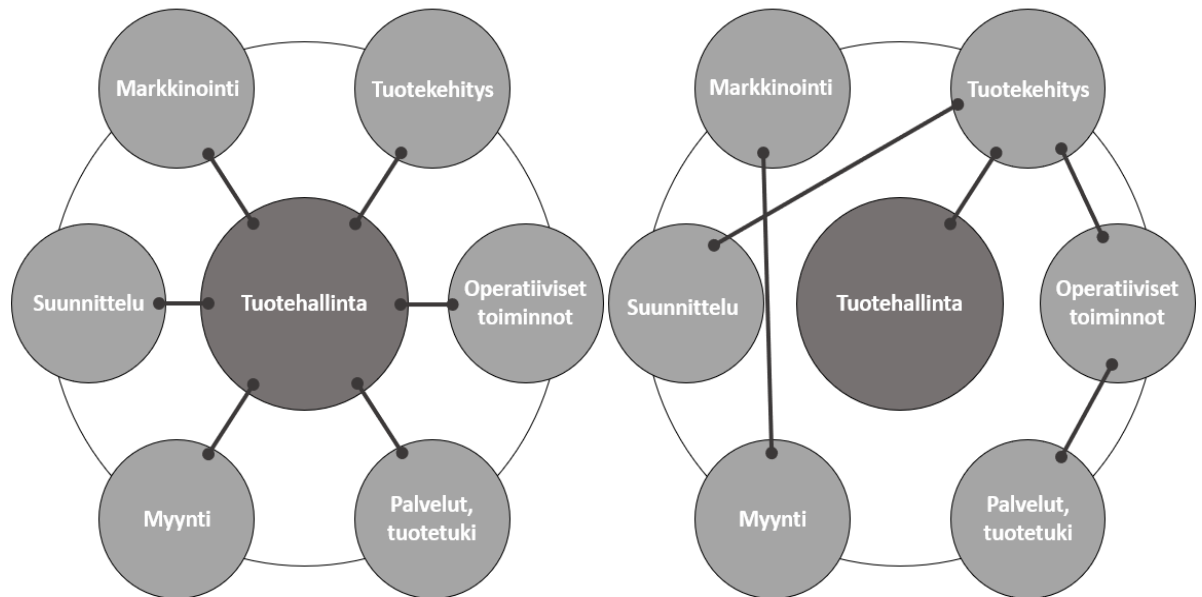 Markkinointi
Tuotekehitys
Suunnittelu
Tuotehallinta
Operatiiviset
toiminnot
Myynti
Palvelut,
tuotetuki
Markkinointi
Tuotekehitys
Suunnittelu
Tuotehallinta
Operatiiviset
toiminnot
Myynti
Palvelut,
tuotetuki